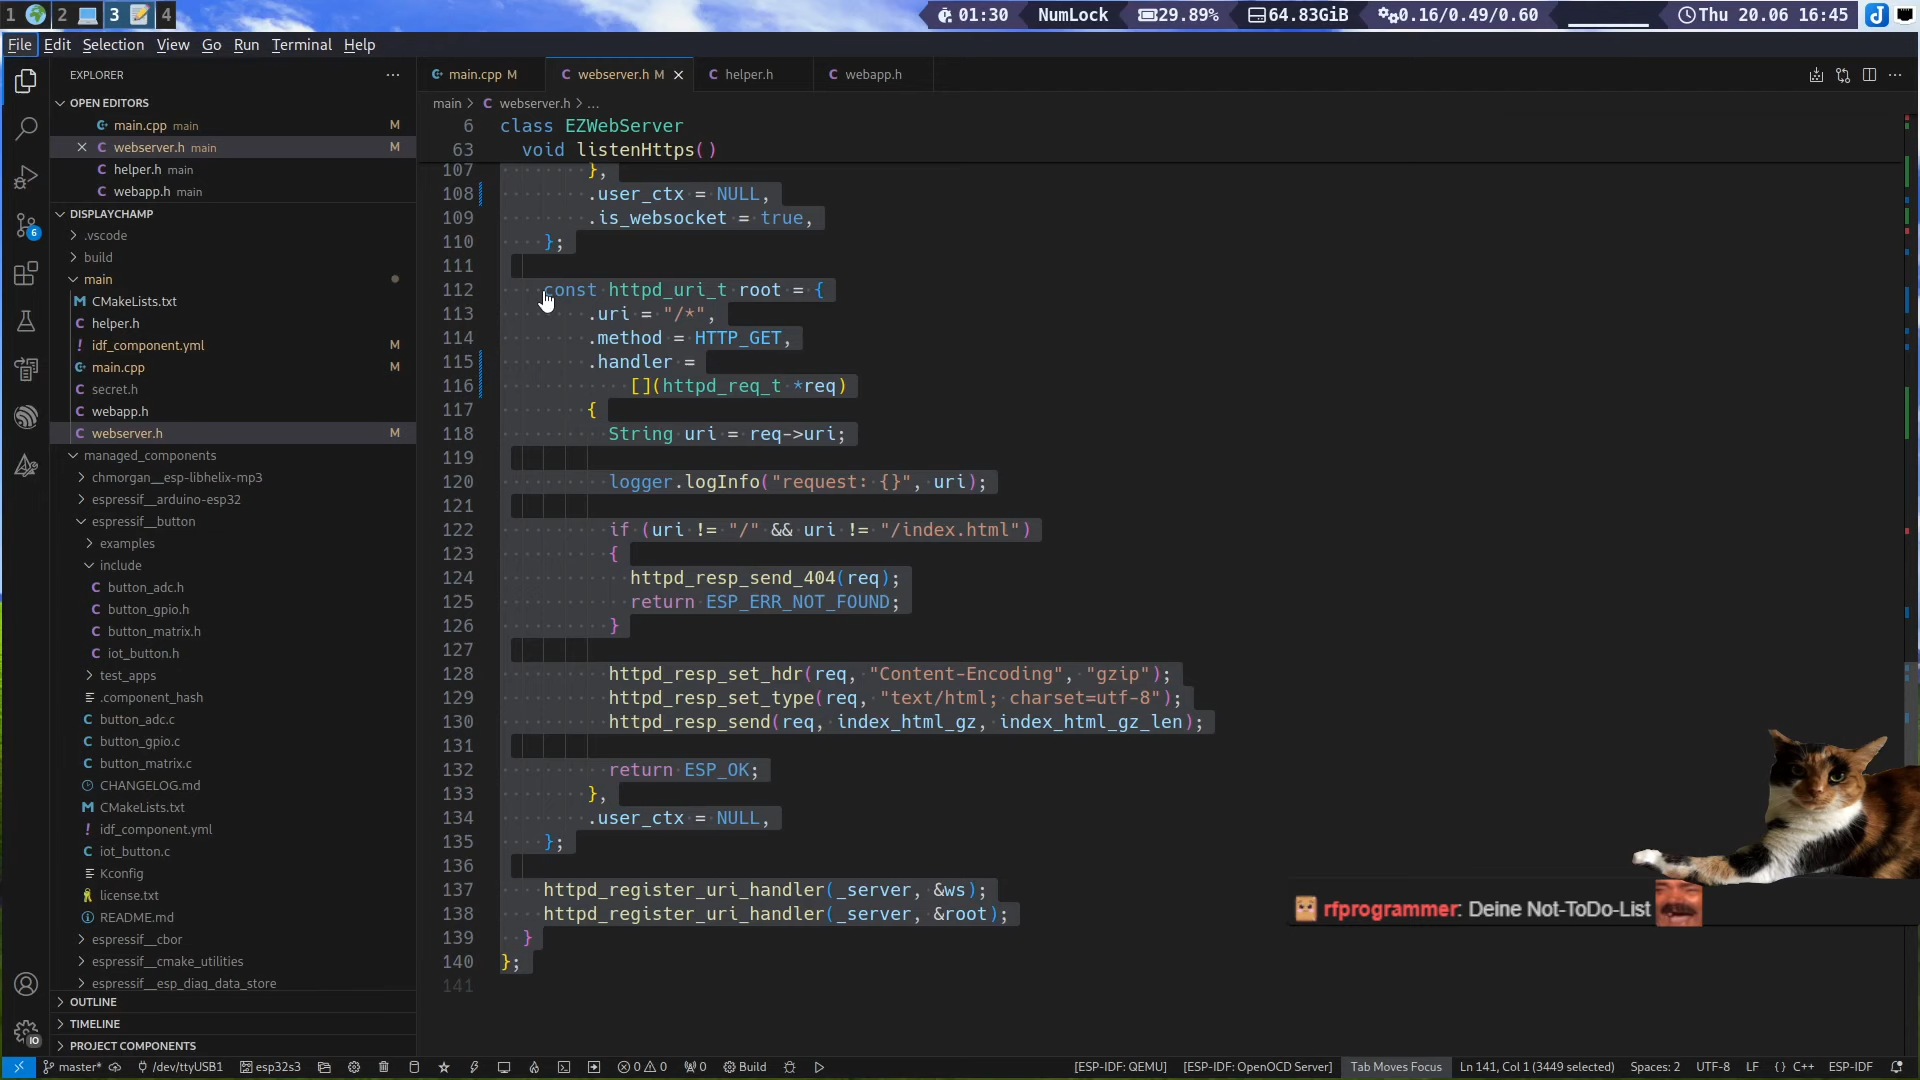 1 2 3 4
01:30 NumLock 29.89% 64.83GiB 0.16/0.49/0.60 Thu 20.06 16:45
File Edit Selection View Go Run Terminal Help
EXPLORER
OPEN EDITORS
main.cpp main M
webserver.h main M
helper.h main
webapp.h main
DISPLAYCHAMP
.vscode
build
main
CMakeLists.txt
helper.h
idf_component.yml M
main.cpp M
secret.h
webapp.h
webserver.h M
managed_components
chmorgan__esp-libhelix-mp3
espressif__arduino-esp32
espressif__button
examples
include
button_adc.h
button_gpio.h
button_matrix.h
iot_button.h
test_apps
.component_hash
button_adc.c
button_gpio.c
button_matrix.c
CHANGELOG.md
CMakeLists.txt
idf_component.yml
iot_button.c
Kconfig
license.txt
README.md
espressif__cbor
espressif__cmake_utilities
espressif__esp_diag_data_store
OUTLINE
TIMELINE
PROJECT COMPONENTS
main.cpp M webserver.h M helper.h webapp.h
main > webserver.h > ...
6 class EZWebServer
63 void listenHttps()
107 },
108 .user_ctx = NULL,
109 .is_websocket = true,
110 };
111
112 const httpd_uri_t root = {
113 .uri = "/*",
114 .method = HTTP_GET,
115 .handler =
116 [](httpd_req_t *req)
117 {
118 String uri = req->uri;
119
120 logger.logInfo("request: {}", uri);
121
122 if (uri != "/" && uri != "/index.html")
123 {
124 httpd_resp_send_404(req);
125 return ESP_ERR_NOT_FOUND;
126 }
127
128 httpd_resp_set_hdr(req, "Content-Encoding", "gzip");
129 httpd_resp_set_type(req, "text/html; charset=utf-8");
130 httpd_resp_send(req, index_html_gz, index_html_gz_len);
131
132 return ESP_OK;
133 },
134 .user_ctx = NULL,
135 };
136
137 httpd_register_uri_handler(_server, &ws);
138 httpd_register_uri_handler(_server, &root);
139 }
140 };
141
rfprogrammer: Deine Not-ToDo-List
6
IO
master* /dev/ttyUSB1 esp32s3 0 0 0 Build [ESP-IDF: QEMU] [ESP-IDF: OpenOCD Server] Tab Moves Focus Ln 141, Col 1 (3449 selected) Spaces: 2 UTF-8 LF {} C++ ESP-IDF